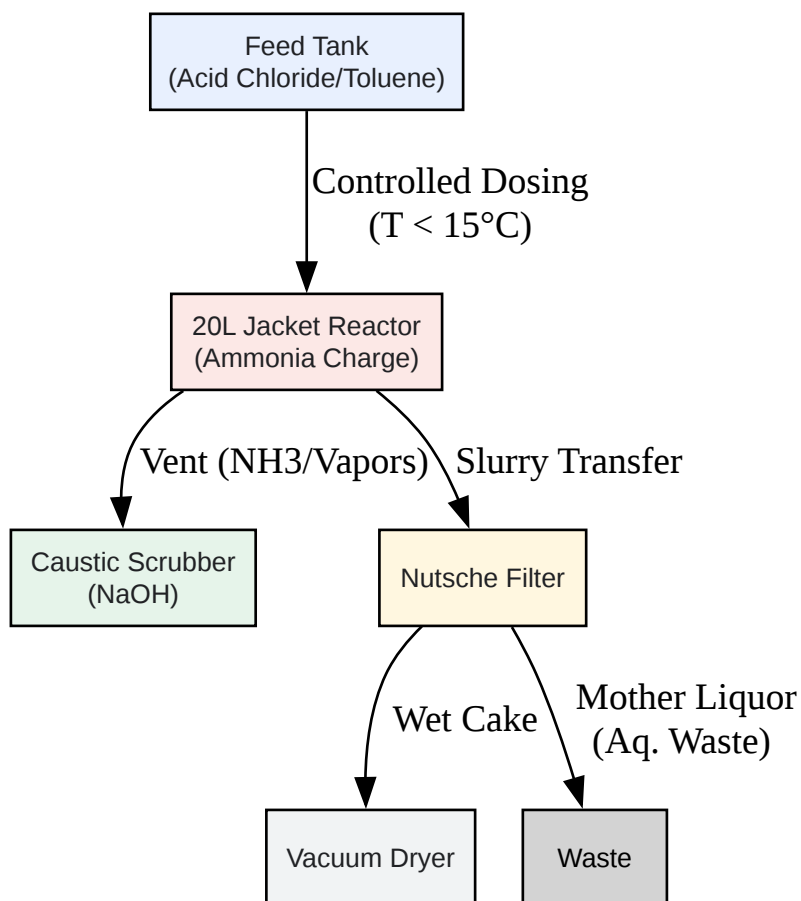 Feed Tank
(Acid Chloride/Toluene)
Controlled Dosing
(T < 15°C)
20L Jacket Reactor
(Ammonia Charge)
Vent (NH3/Vapors)
Slurry Transfer
Caustic Scrubber
(NaOH)
Nutsche Filter
Wet Cake
Mother Liquor
(Aq. Waste)
Vacuum Dryer
Waste